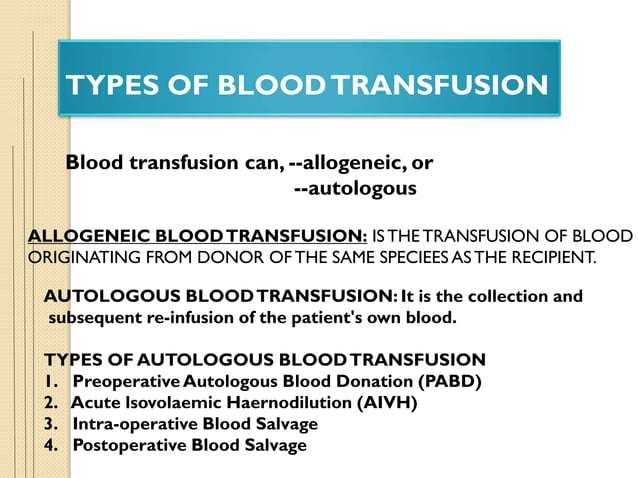 TYPES OF BLOOD TRANSFUSION
Blood transfusion can, --allogeneic, or
--autologous
ALLOGENEIC BLOOD TRANSFUSION: IS THE TRANSFUSION OF BLOOD
ORIGINATING FROM DONOR OF THE SAME SPECIEES AS THE RECIPIENT.
AUTOLOGOUS BLOOD TRANSFUSION: It is the collection and
subsequent re-infusion of the patient's own blood.
TYPES OF AUTOLOGOUS BLOOD TRANSFUSION
1. Preoperative Autologous Blood Donation (PABD)
2. Acute Isovolaemic Haernodilution (AIVH)
3. Intra-operative Blood Salvage
4. Postoperative Blood Salvage